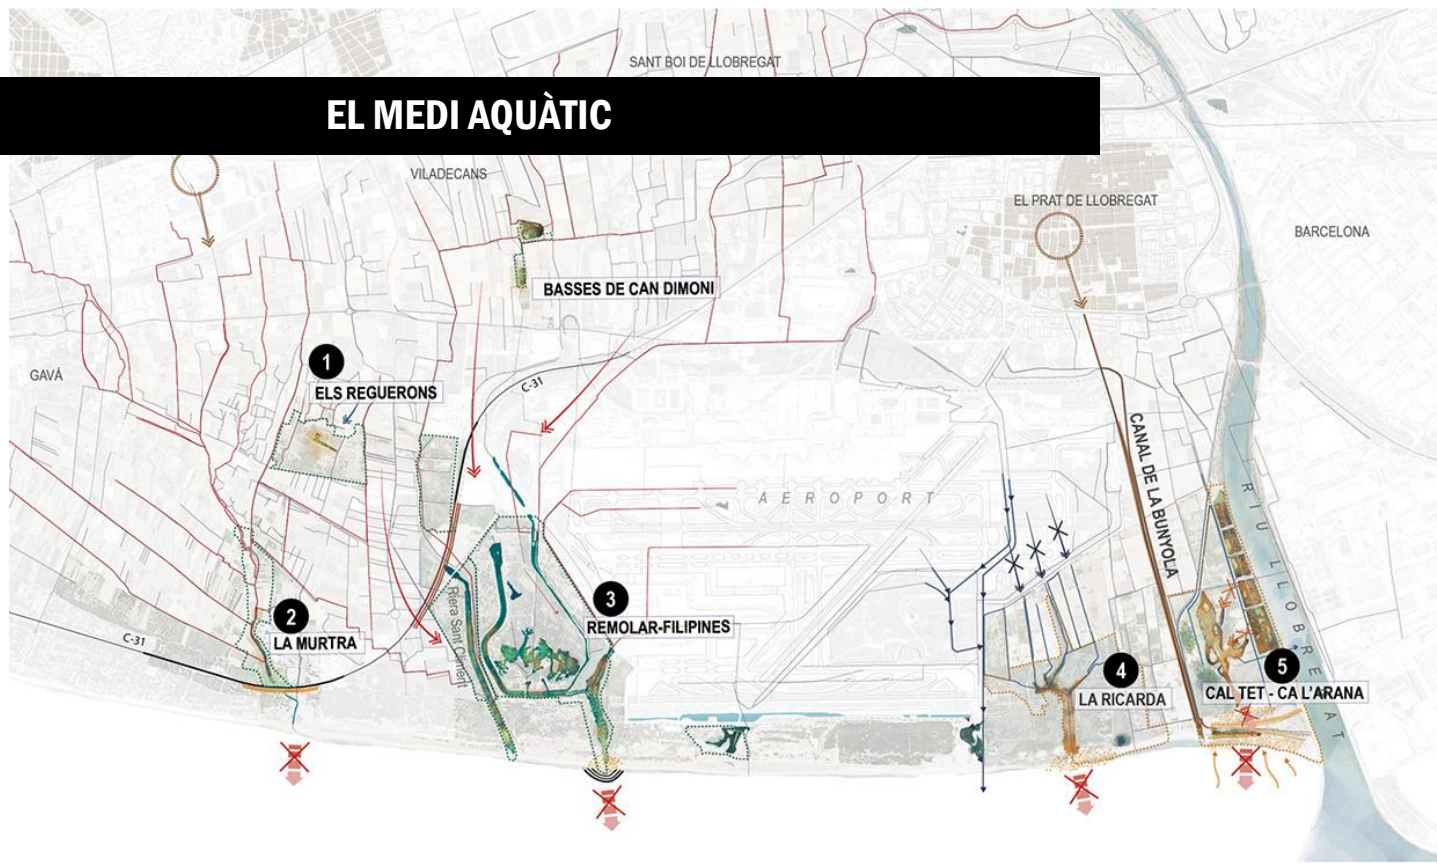 SANT BOI DE LLOBREGAT
EL MEDI AQUÀTIC
VILADECANS
EL PRAT DE LLOBREGAT
BARCELONA
BASSES DE CAN DIMONI
1
GAVÁ
C-31
ELS REGUERONS
CANAL DE LA BUNYOLA
AEROPORT
RIU LLOBREGAT
2
3
C-31
LA MURTRA
Riera Sant Climent
REMOLAR-FILIPINES
4
5
LA RICARDA
CAL TET - CA L'ARANA